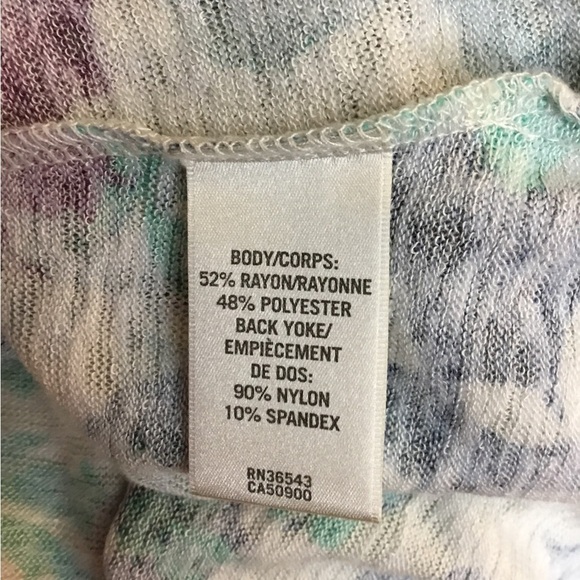 BODY/CORPS:
52% RAYON/RAYONNE
48% POLYESTER
BACK YOKE/
EMPIÈCEMENT
DE DOS:
90% NYLON
10% SPANDEX
RN36543
CA50900